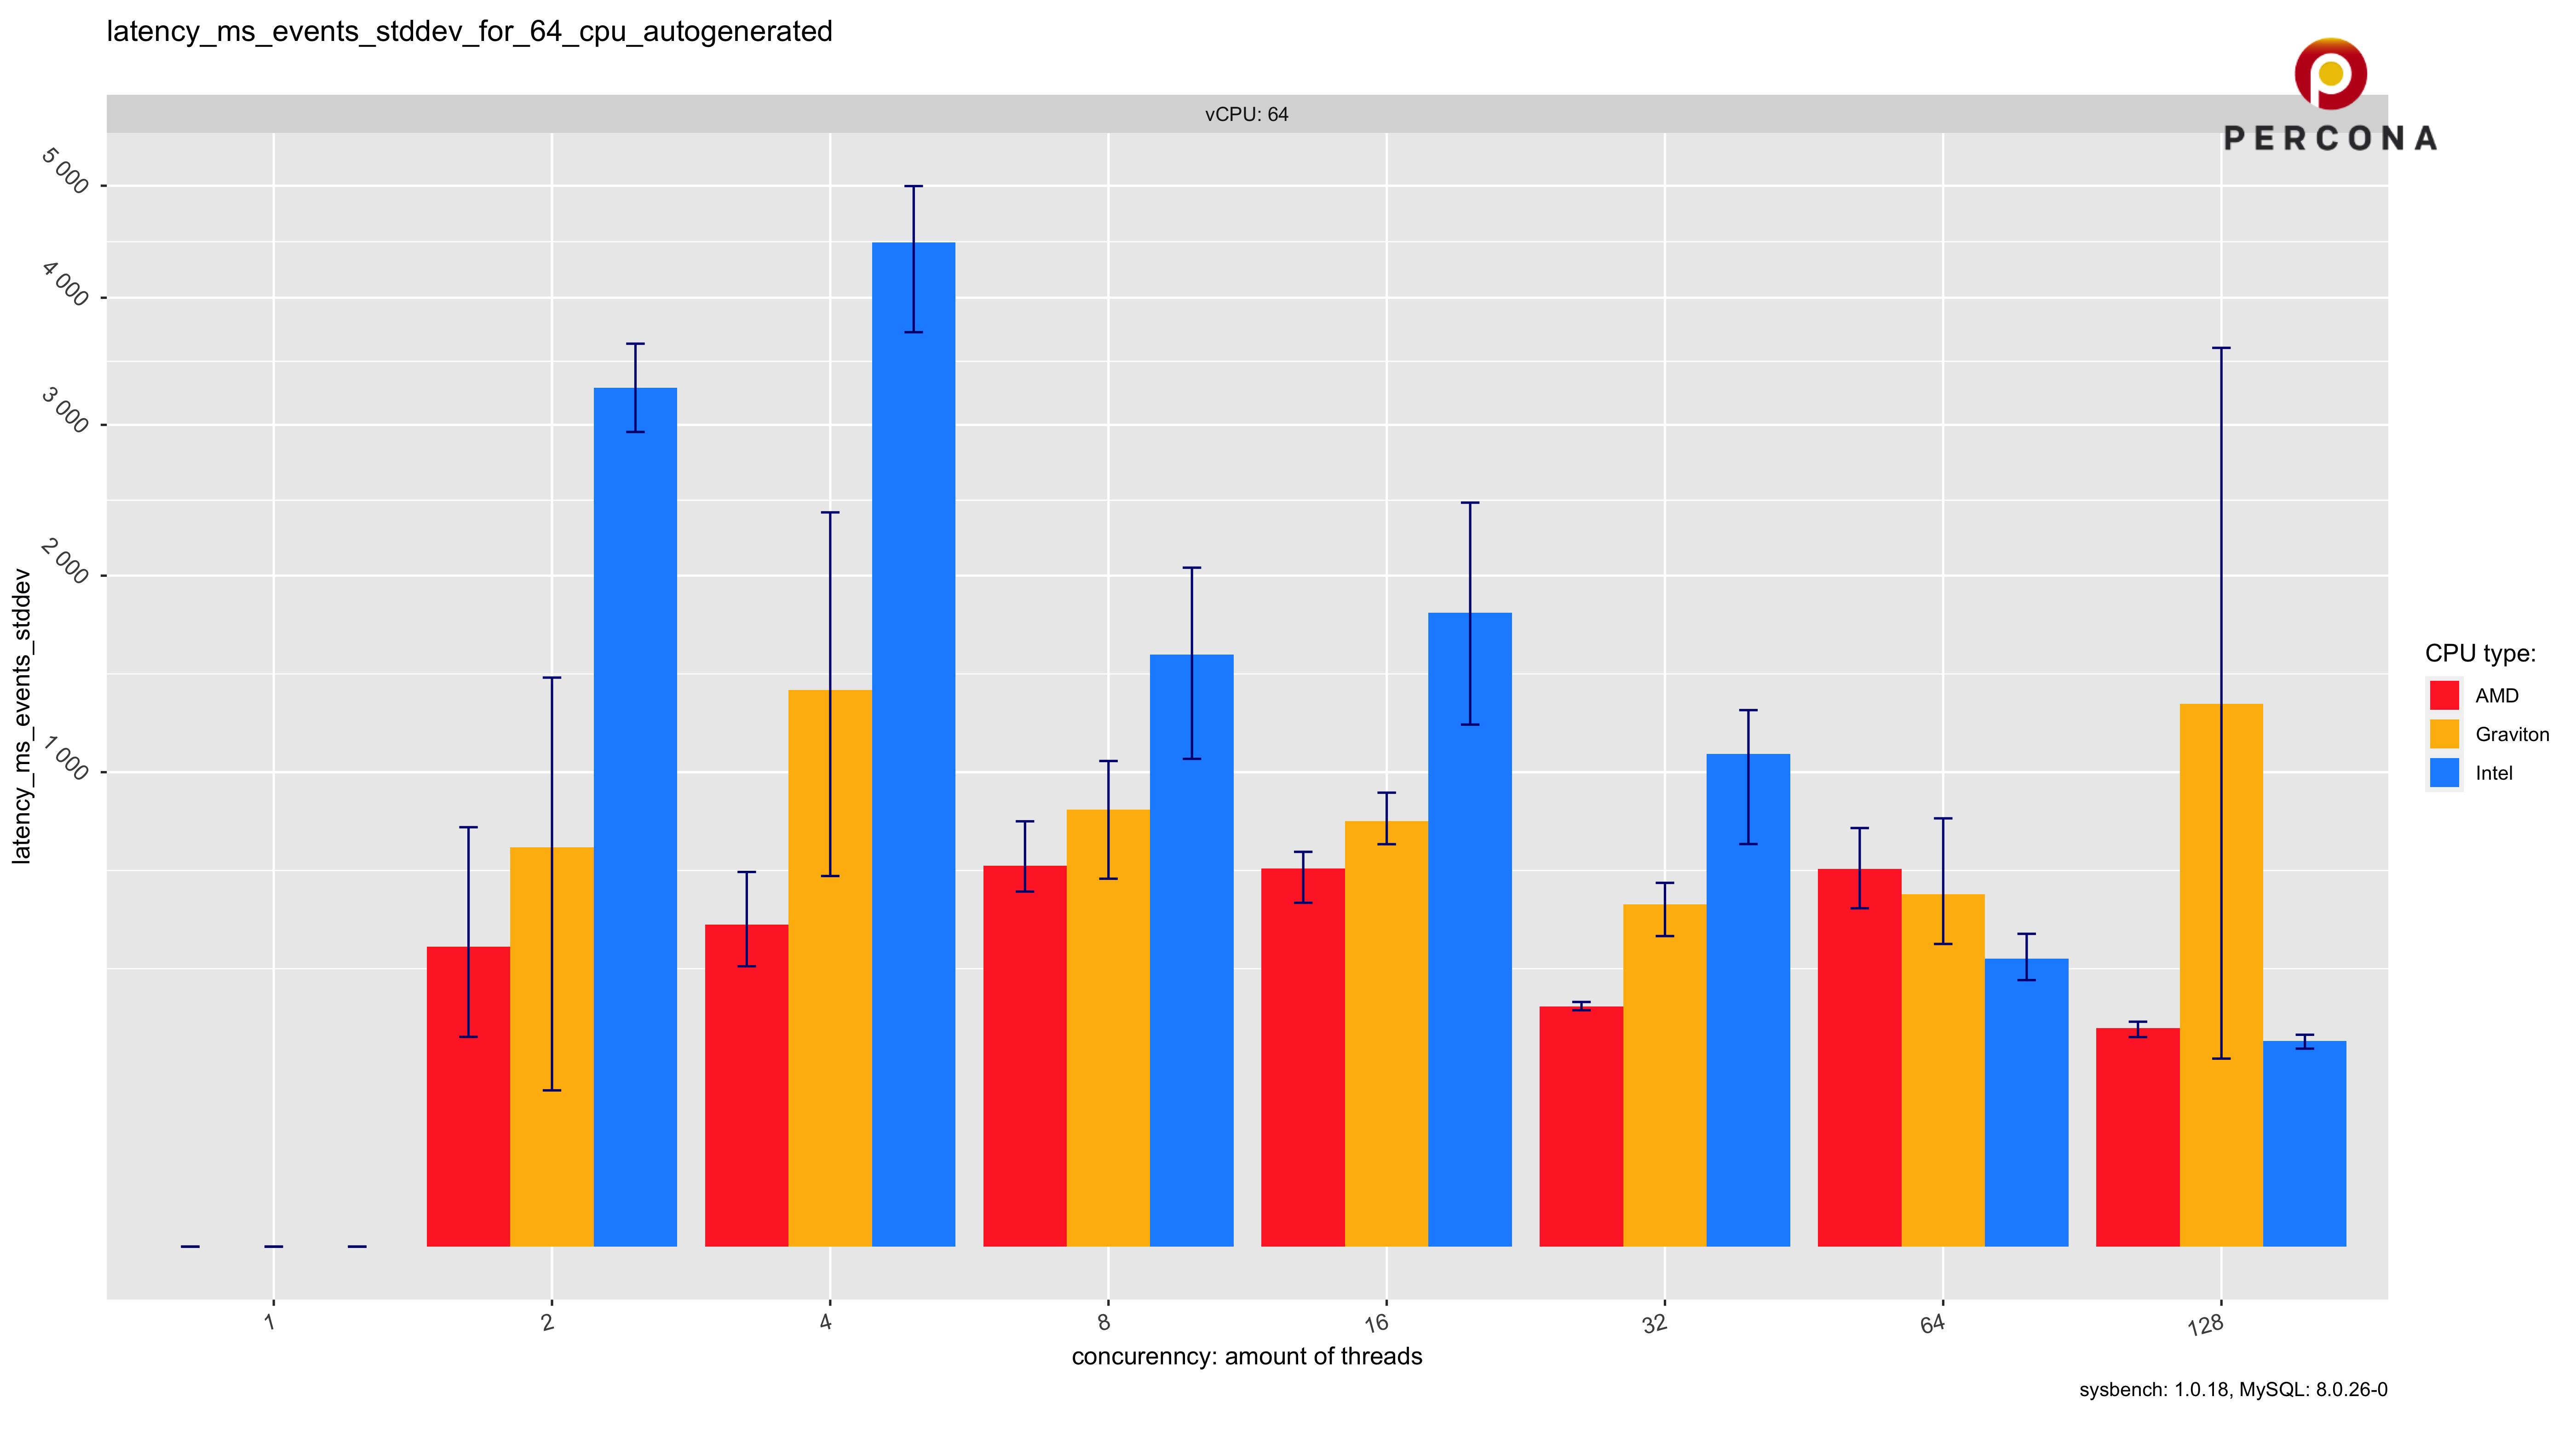 latency_ms_events_stddev_for_64_cpu_autogenerated
PERCONA
vCPU: 64
5 000
4 000
3 000
2 000
1 000
latency_ms_events_stddev
CPU type:
AMD
Graviton
Intel
1
2
4
8
16
32
64
128
concurenncy: amount of threads
sysbench: 1.0.18, MySQL: 8.0.26-0